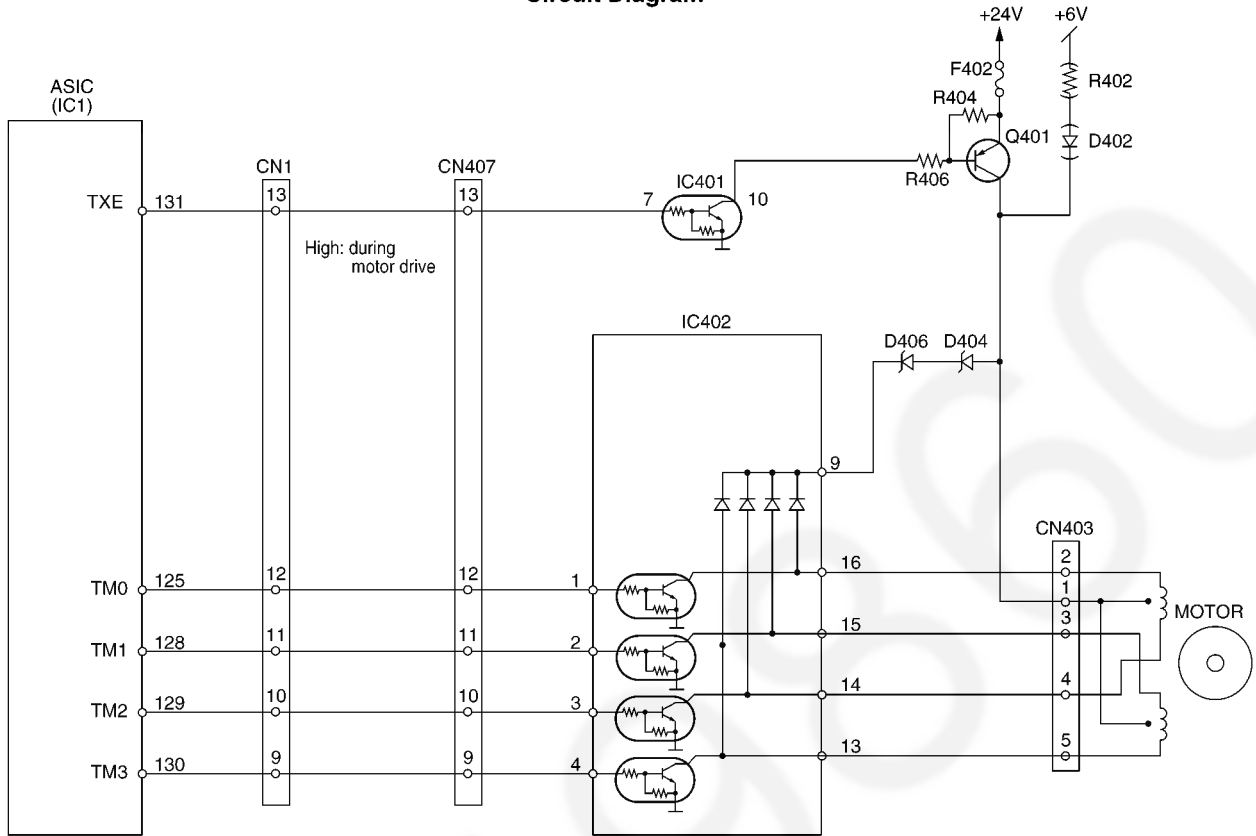 Circuit Diagram
+24V +6V
F402 R402
ASIC
(IC1)
R404
Q401 D402
CN1 CN407
R406
IC401
TXE 131 13 13 7 10
High: during
motor drive
IC402
D406 D404
9
CN403
16 2
TM0 125 12 12 1 1
MOTOR
15 3
TM1 128 11 11 2
14 4
TM2 129 10 10 3
13 5
TM3 130 9 9 4
9860